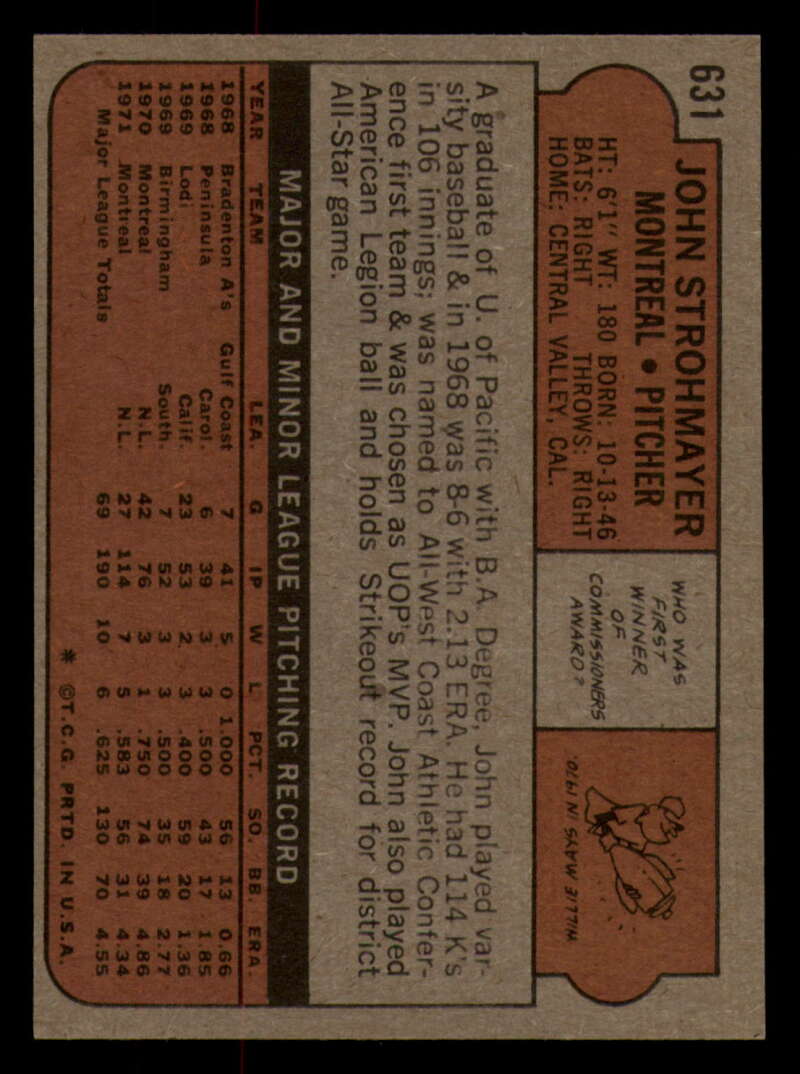 631
JOHN STROHMAYER
MONTREAL • PITCHER
HT: 6'1" WT: 180 BORN: 10-13-46
BATS: RIGHT THROWS: RIGHT
HOME: CENTRAL VALLEY, CAL.
WHO WAS
FIRST
WINNER
OF
COMMISSIONERS
AWARD?
WILLIE MAYS IN 1970.
A graduate of U. of Pacific with B.A. Degree, John played var-
sity baseball & in 1968 was 8-6 with 2.13 ERA. He had 114 K's
in 106 innings; was named to All-West Coast Athletic Confer-
ence first team & was chosen as UOP's MVP. John also played
American Legion ball and holds Strikeout record for district
All-Star game.
MAJOR AND MINOR LEAGUE PITCHING RECORD
YEAR TEAM LEA. G IP W L PCT. SO. BB. ERA.
1968 Bradenton A's Gulf Coast 7 41 5 0 1.000 56 13 0.66
1968 Peninsula Carol. 6 39 3 3 .500 43 17 1.85
1969 Lodi Calif. 23 53 2 3 .400 59 20 1.36
1969 Birmingham South. 7 52 3 3 .500 35 18 2.77
1970 Montreal N.L. 42 76 3 1 .750 74 39 4.86
1971 Montreal N.L. 27 114 7 5 .583 56 31 4.34
Major League Totals 69 190 10 6 .625 130 70 4.55
* ©T.C.G. PRTD. IN U.S.A.